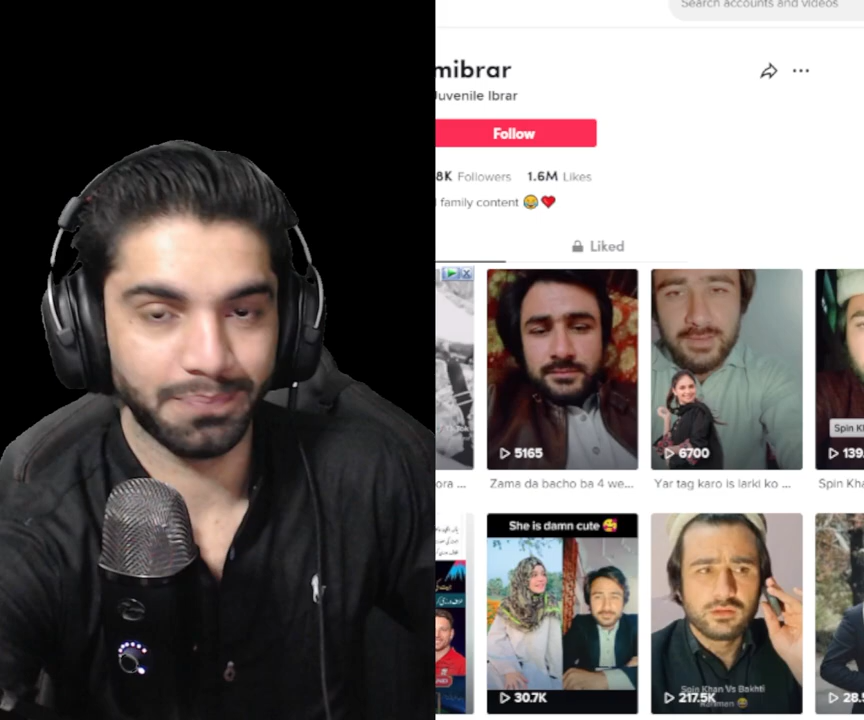 Search accounts and videos
mibrar
Juvenile Ibrar
Follow
8K Followers 1.6M Likes
family content 😂❤️
Liked
5165
6700
139.
Spin Kh
ora ...
Zama da bacho ba 4 we...
Yar tag karo is larki ko ...
Spin Kha
She is damn cute 🥰
30.7K
Spin Khan Vs Bakhti
Rahmen 😂
217.5K
28.5